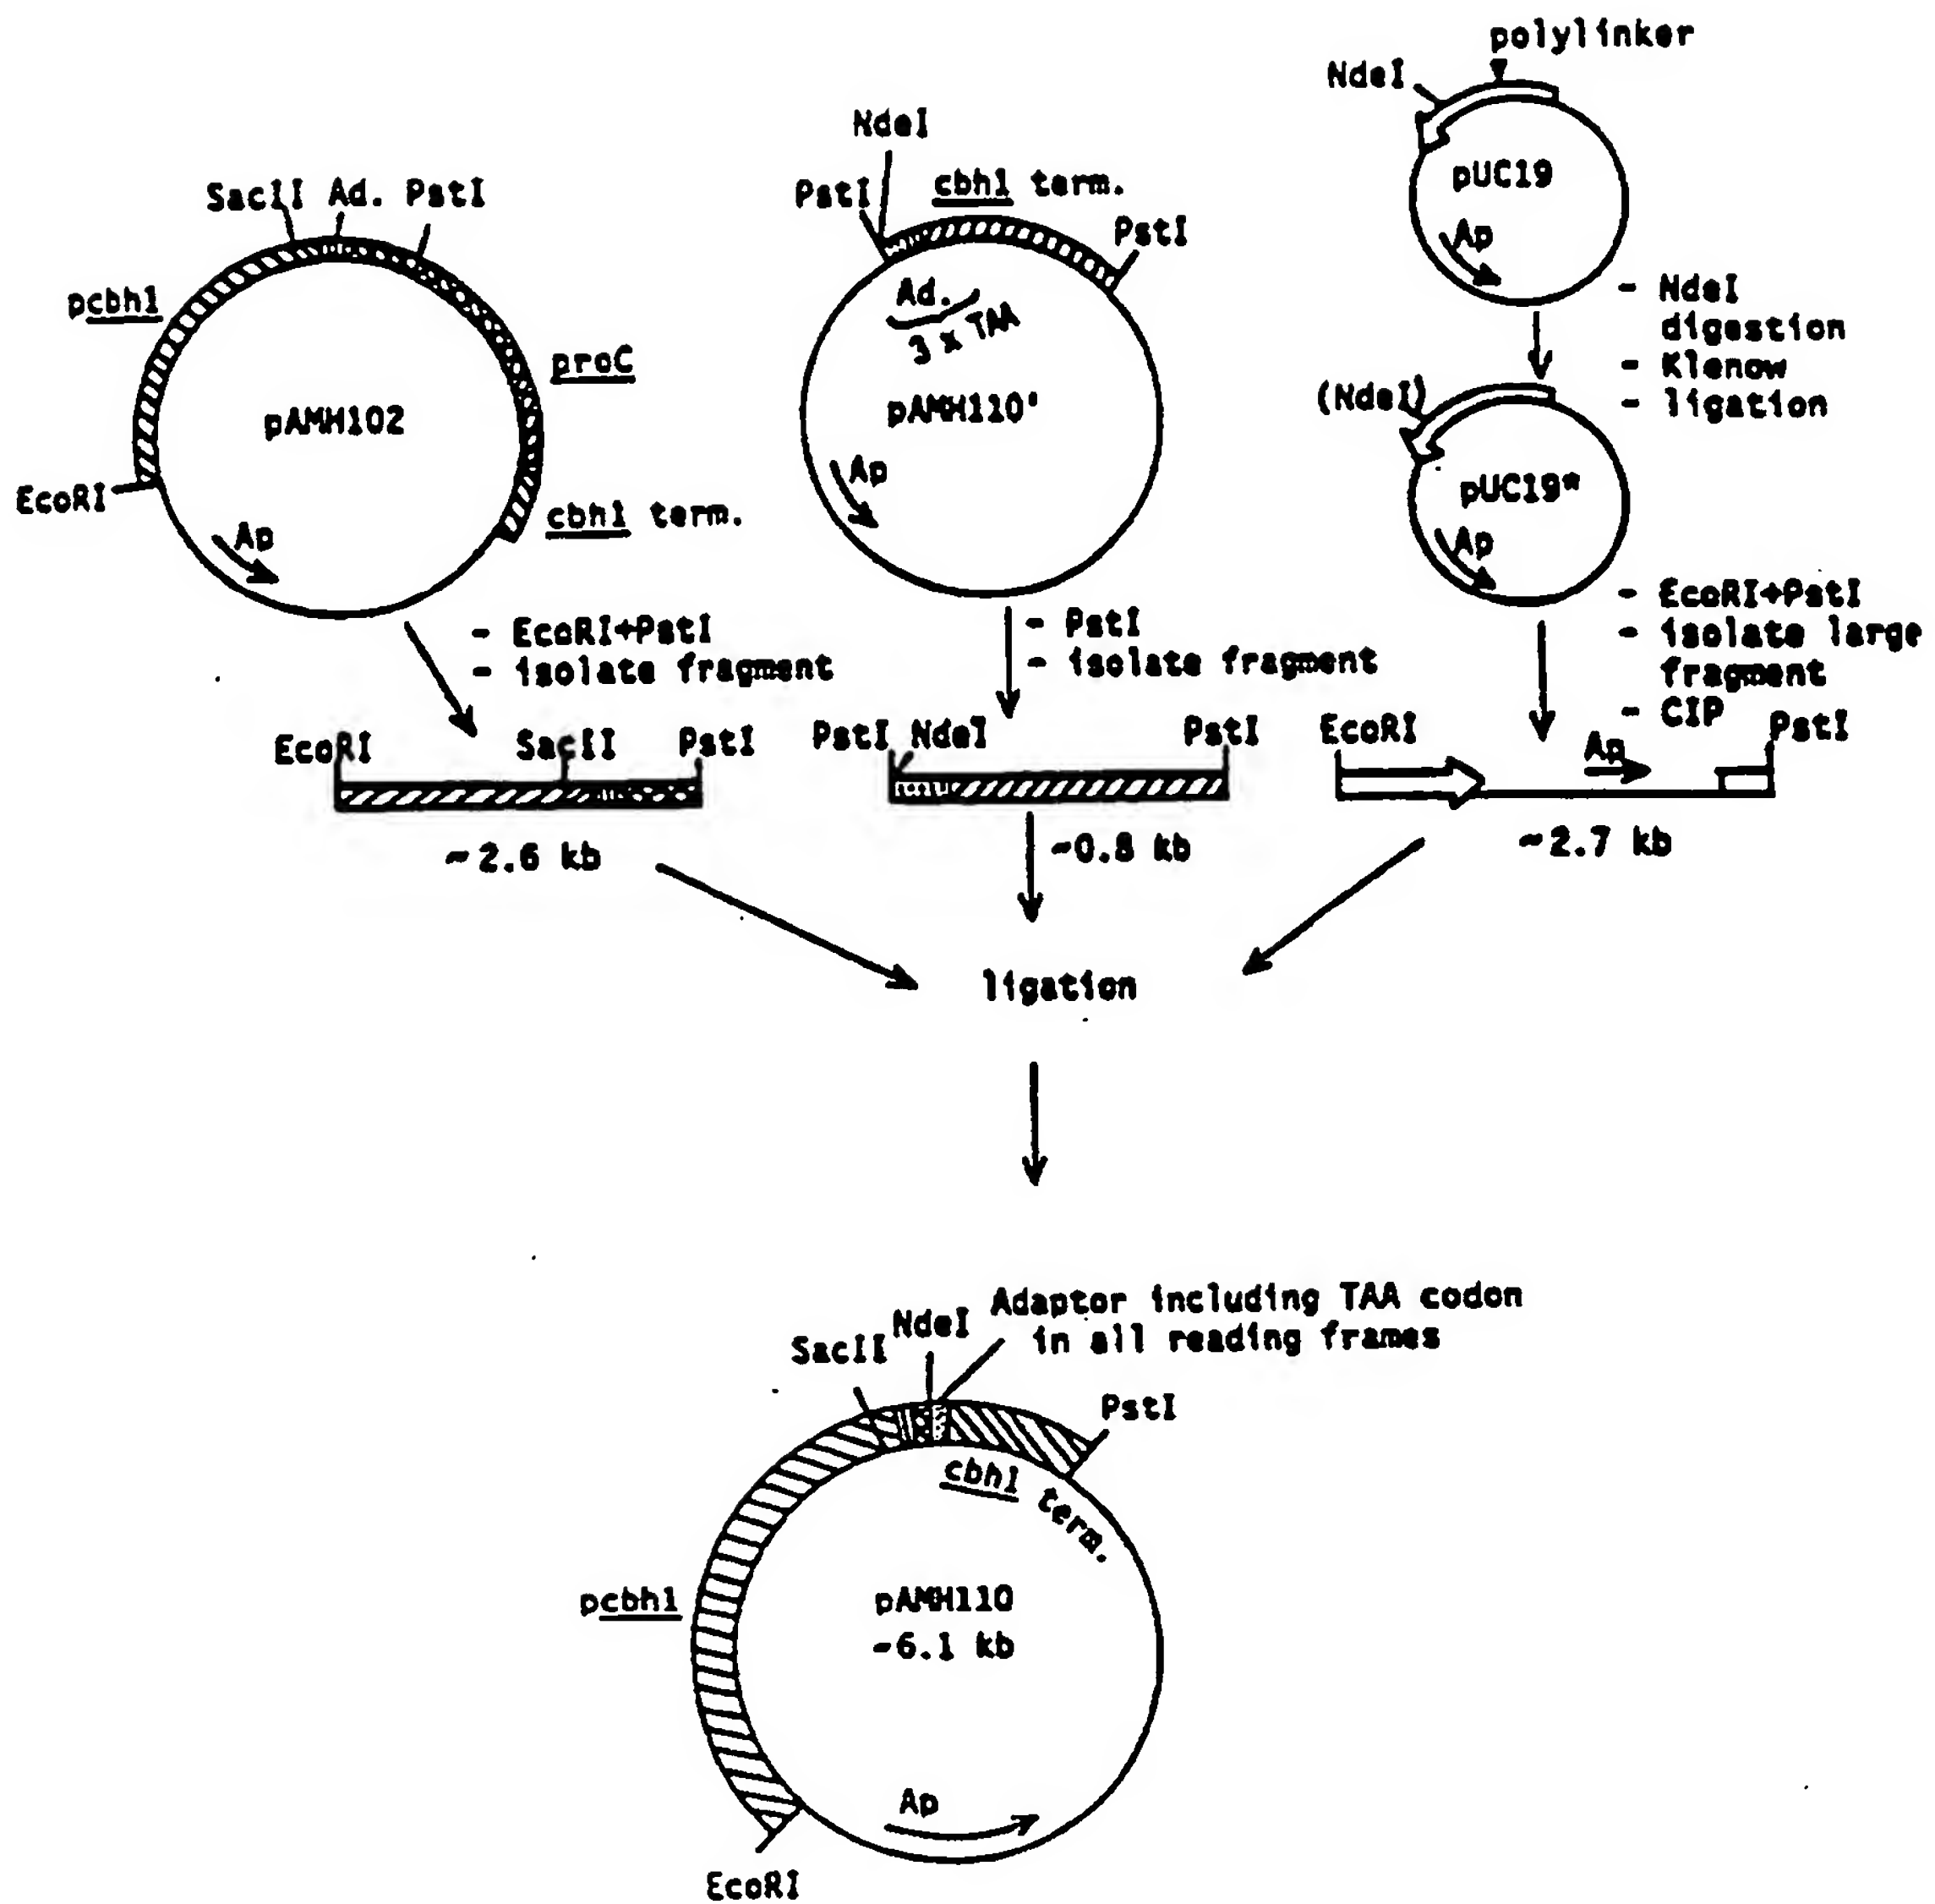 polylinker
NdeI
pUC19
Ap
- NdeI
digestion
- Klenow
- ligation
(NdeI)
pUC19*
Ap
- EcoRI+PstI
- isolate large
fragment
- CIP
NdeI
PstI
cbh1 term.
PstI
Ad.
3 x TAA
pAMH110'
Ap
- PstI
- isolate fragment
SacII Ad. PstI
pcbh1
proC
pAMH102
EcoRI
cbh1 term.
Ap
- EcoRI+PstI
- isolate fragment
EcoRI SacII PstI
~2.6 kb
PstI NdeI PstI
~0.8 kb
EcoRI Ap PstI
~2.7 kb
ligation
SacII NdeI Adaptor including TAA codon
in all reading frames
PstI
cbh1 term.
pcbh1
pAMH110
~6.1 kb
Ap
EcoRI